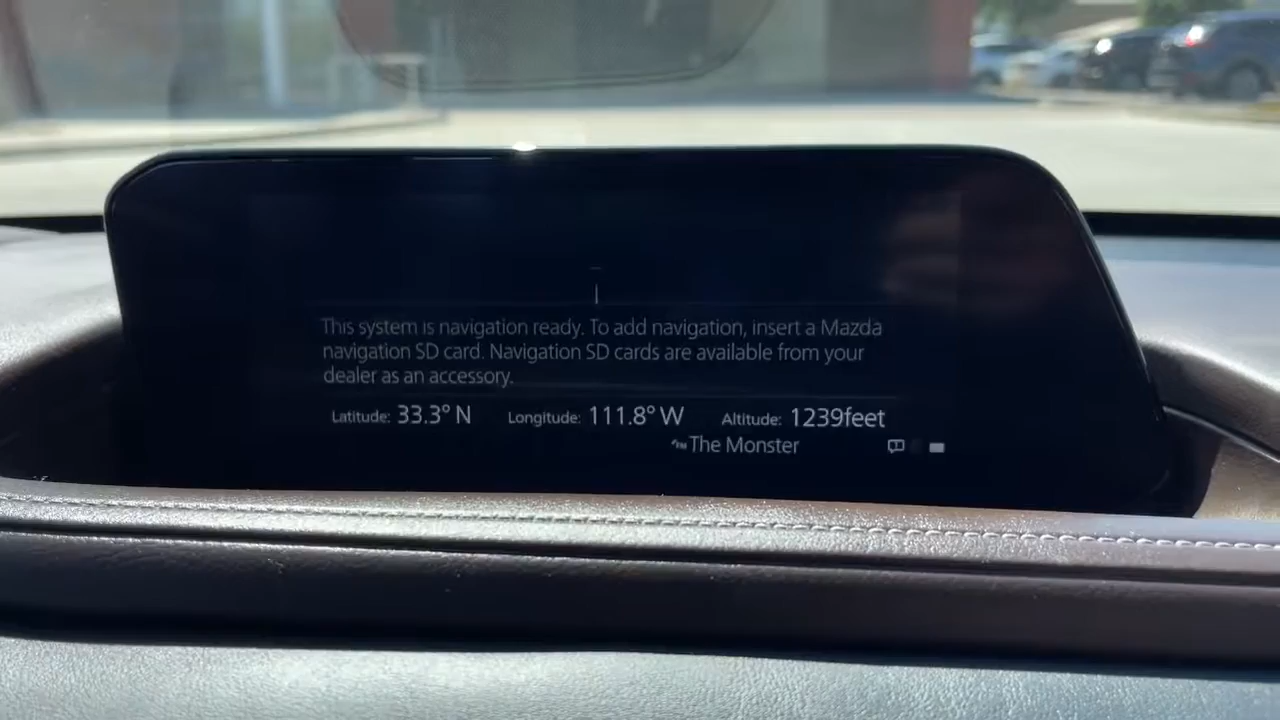 This system is navigation ready. To add navigation, insert a Mazda
navigation SD card. Navigation SD cards are available from your
dealer as an accessory.
Latitude: 33.3° N Longitude: 111.8° W Altitude: 1239feet
The Monster